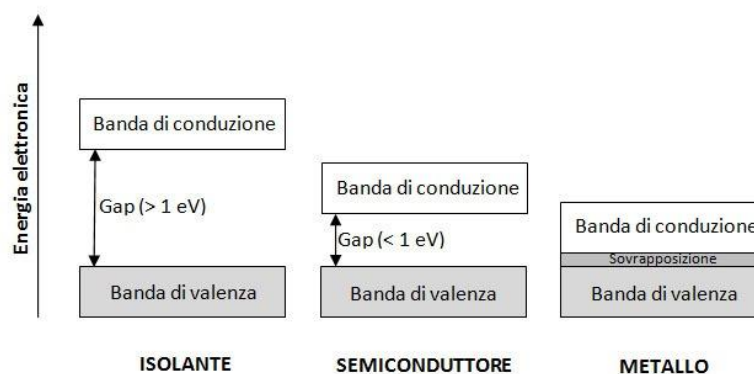 Energia elettronica
Banda di conduzione
Gap (> 1 eV)
Banda di valenza
ISOLANTE
Banda di conduzione
Gap (< 1 eV)
Banda di valenza
SEMICONDUTTORE
Banda di conduzione
Sovrapposizione
Banda di valenza
METALLO